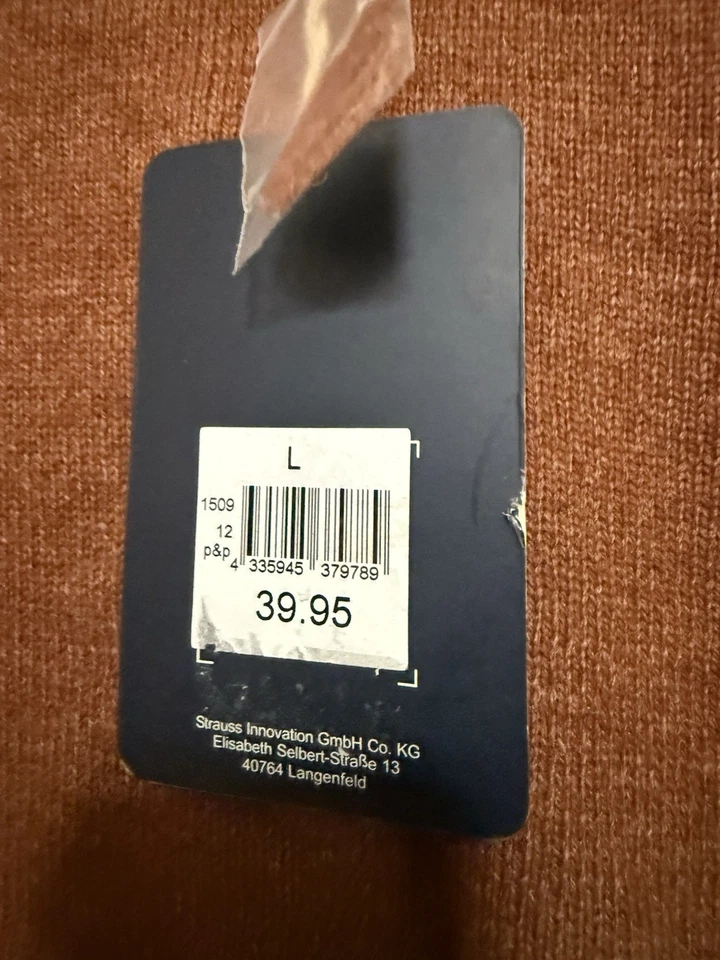 L
1509
12
p&p
4 335945 379789
39.95
Strauss Innovation GmbH Co. KG
Elisabeth Selbert-Straße 13
40764 Langenfeld